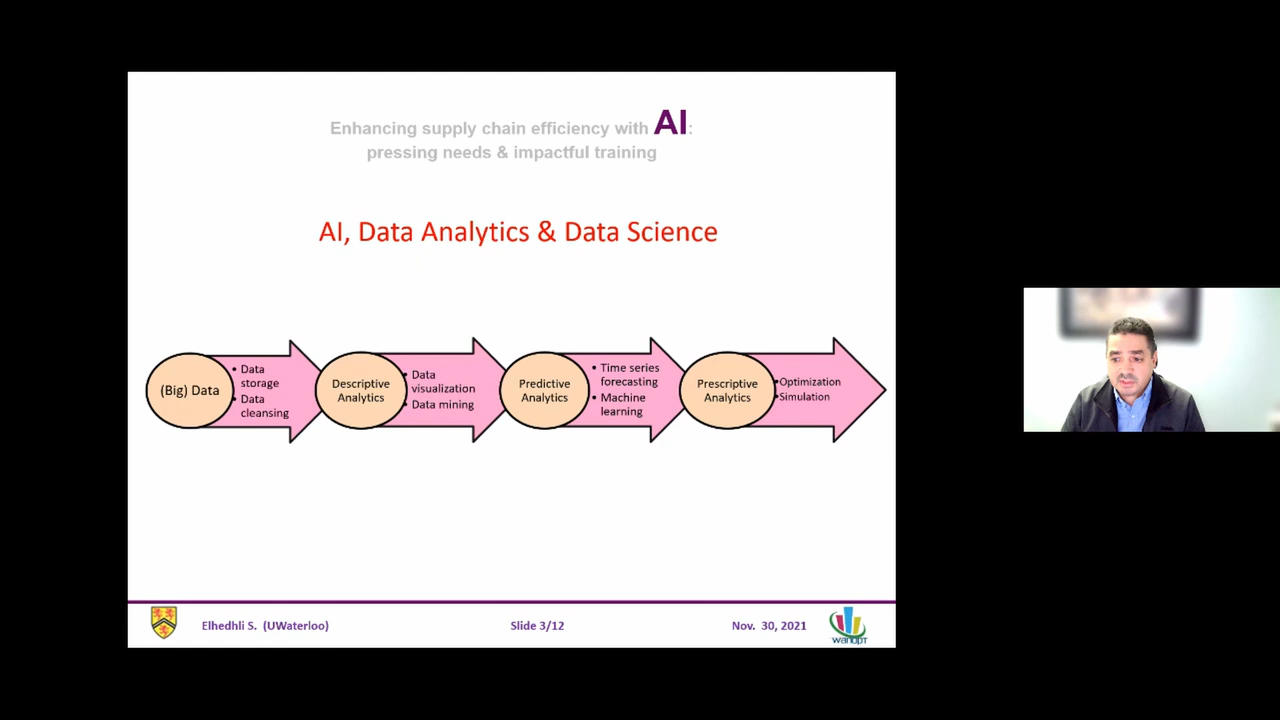 Enhancing supply chain efficiency with AI:
pressing needs & impactful training
AI, Data Analytics & Data Science
(Big) Data
• Data
storage
• Data
cleansing
Descriptive
Analytics
• Data
visualization
• Data mining
Predictive
Analytics
• Time series
forecasting
• Machine
learning
Prescriptive
Analytics
•Optimization
•Simulation
Elhedhli S. (UWaterloo)
Slide 3/12
Nov. 30, 2021
wanopt